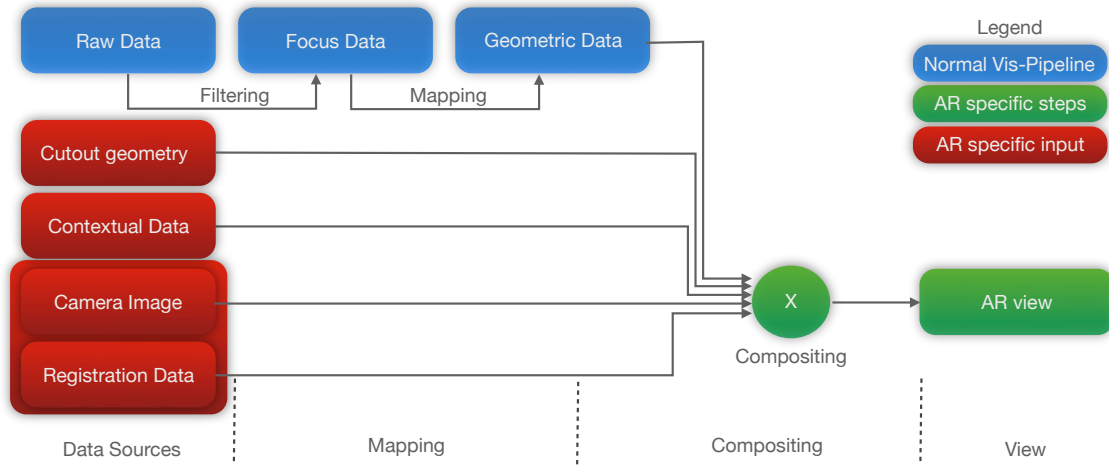 Raw Data
Focus Data
Geometric Data
Filtering
Mapping
Legend
Normal Vis-Pipeline
AR specific steps
AR specific input
Cutout geometry
Contextual Data
Camera Image
Registration Data
X
Compositing
AR view
Data Sources
Mapping
Compositing
View